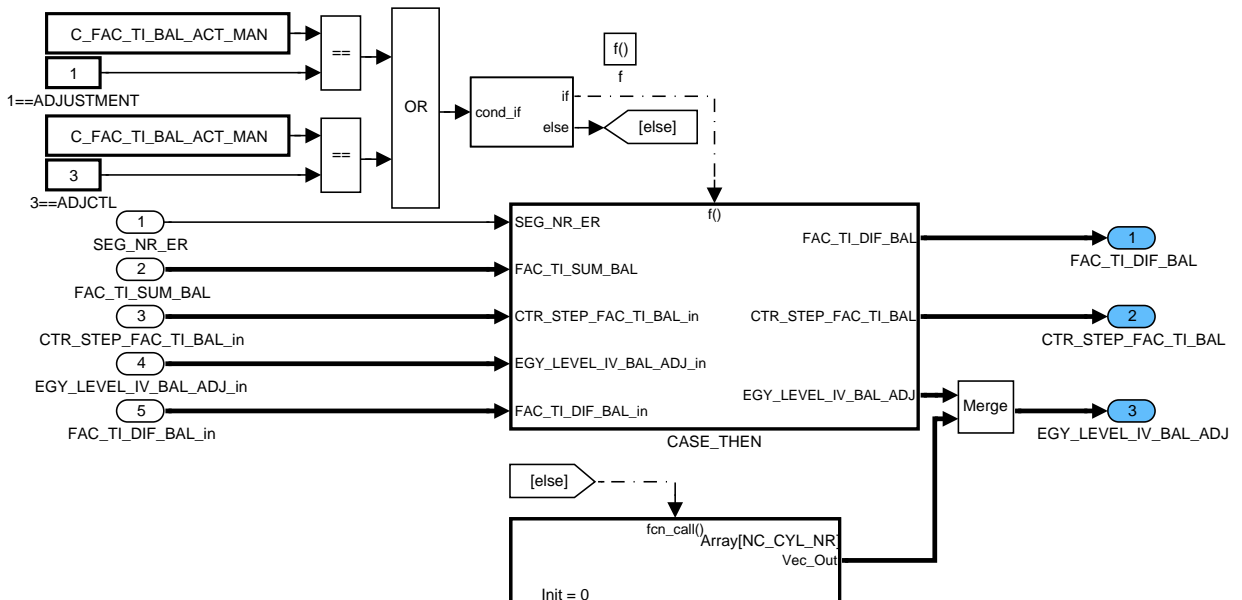 C_FAC_TI_BAL_ACT_MAN
==
1
1==ADJUSTMENT
f()
f
OR
cond_if
if
else
[else]
C_FAC_TI_BAL_ACT_MAN
==
3
3==ADJCTL
1
SEG_NR_ER
2
FAC_TI_SUM_BAL
3
CTR_STEP_FAC_TI_BAL_in
4
EGY_LEVEL_IV_BAL_ADJ_in
5
FAC_TI_DIF_BAL_in
f()
SEG_NR_ER
FAC_TI_SUM_BAL
CTR_STEP_FAC_TI_BAL_in
EGY_LEVEL_IV_BAL_ADJ_in
FAC_TI_DIF_BAL_in
FAC_TI_DIF_BAL
CTR_STEP_FAC_TI_BAL
EGY_LEVEL_IV_BAL_ADJ
CASE_THEN
Merge
1
FAC_TI_DIF_BAL
2
CTR_STEP_FAC_TI_BAL
3
EGY_LEVEL_IV_BAL_ADJ
[else]
fcn_call()
Array[NC_CYL_NR]
Vec_Out
Init = 0